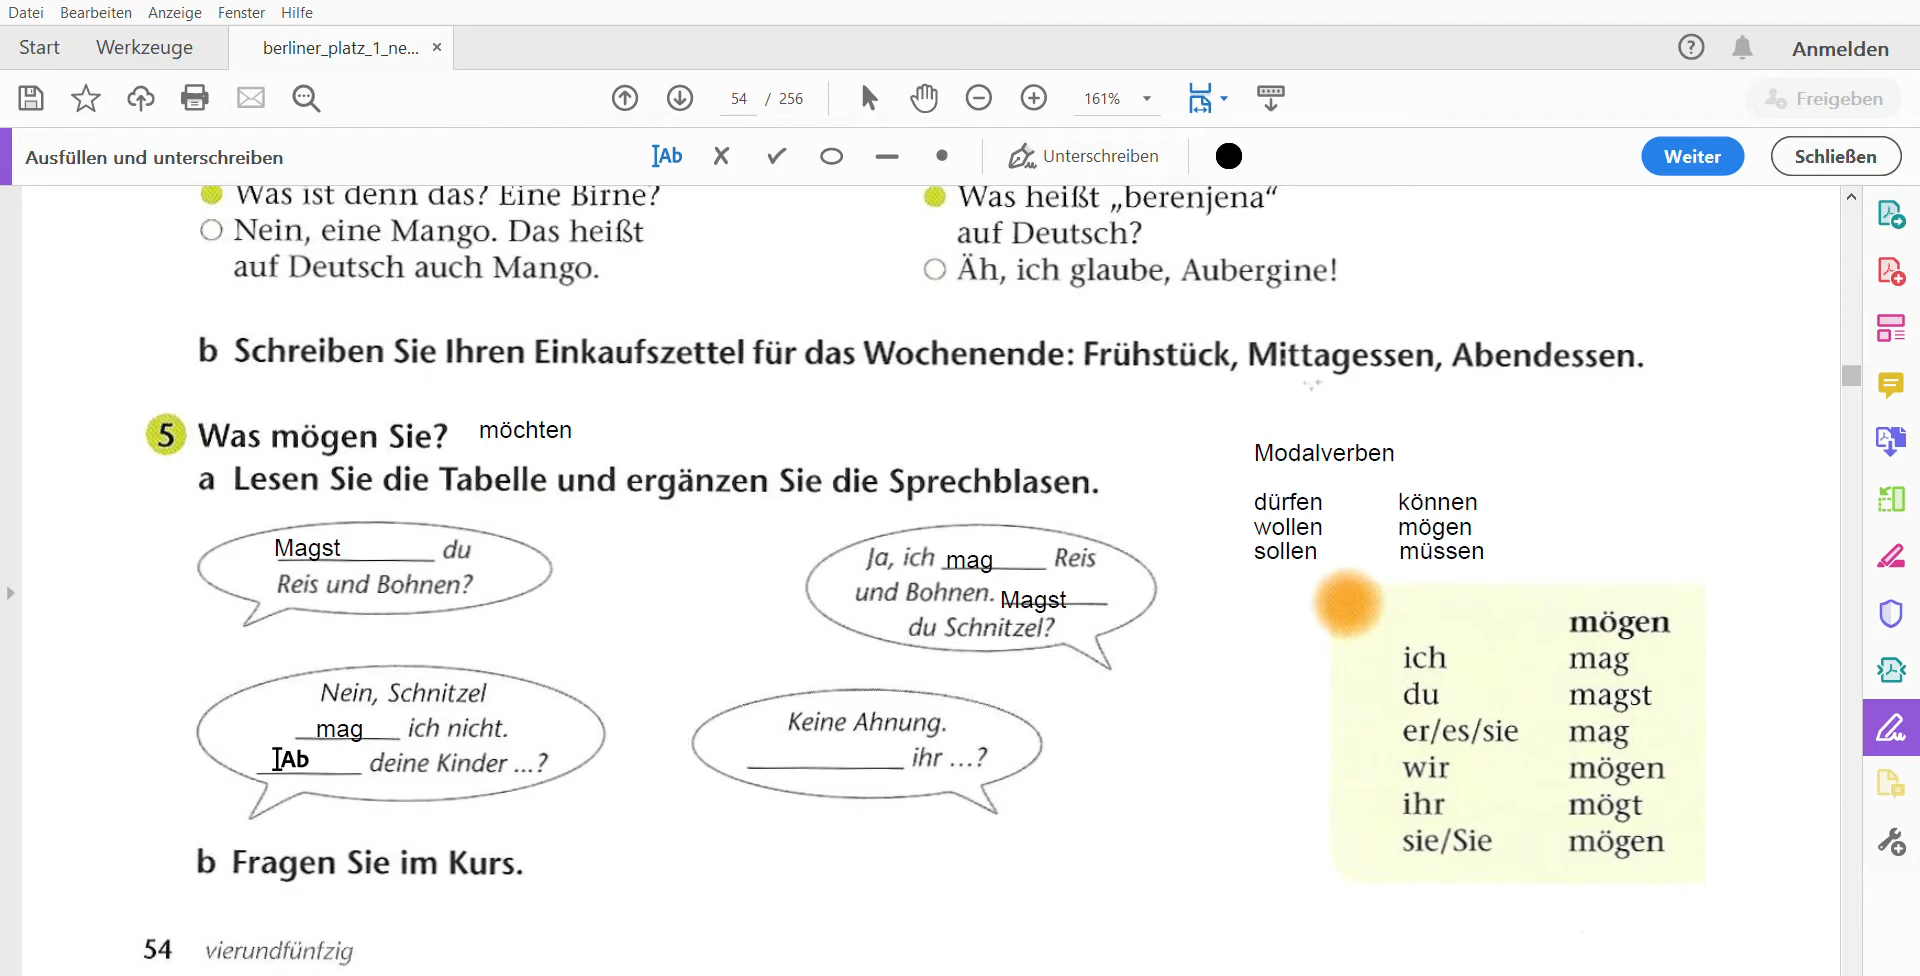 Datei Bearbeiten Anzeige Fenster Hilfe
Start Werkzeuge berliner_platz_1_ne... × Anmelden
54 / 256 161% Freigeben
Ausfüllen und unterschreiben Ab Unterschreiben Weiter Schließen
Was ist denn das? Eine Birne?
Nein, eine Mango. Das heißt
auf Deutsch auch Mango.
Was heißt „berenjena“
auf Deutsch?
Äh, ich glaube, Aubergine!
b Schreiben Sie Ihren Einkaufszettel für das Wochenende: Frühstück, Mittagessen, Abendessen.
5 Was mögen Sie? möchten
a Lesen Sie die Tabelle und ergänzen Sie die Sprechblasen.
Magst du
Reis und Bohnen?
Ja, ich mag Reis
und Bohnen. Magst
du Schnitzel?
Nein, Schnitzel
mag ich nicht.
Ab deine Kinder ...?
Keine Ahnung.
ihr ...?
Modalverben
dürfen können
wollen mögen
sollen müssen
mögen
ich mag
du magst
er/es/sie mag
wir mögen
ihr mögt
sie/Sie mögen
b Fragen Sie im Kurs.
54 vierundfünfzig